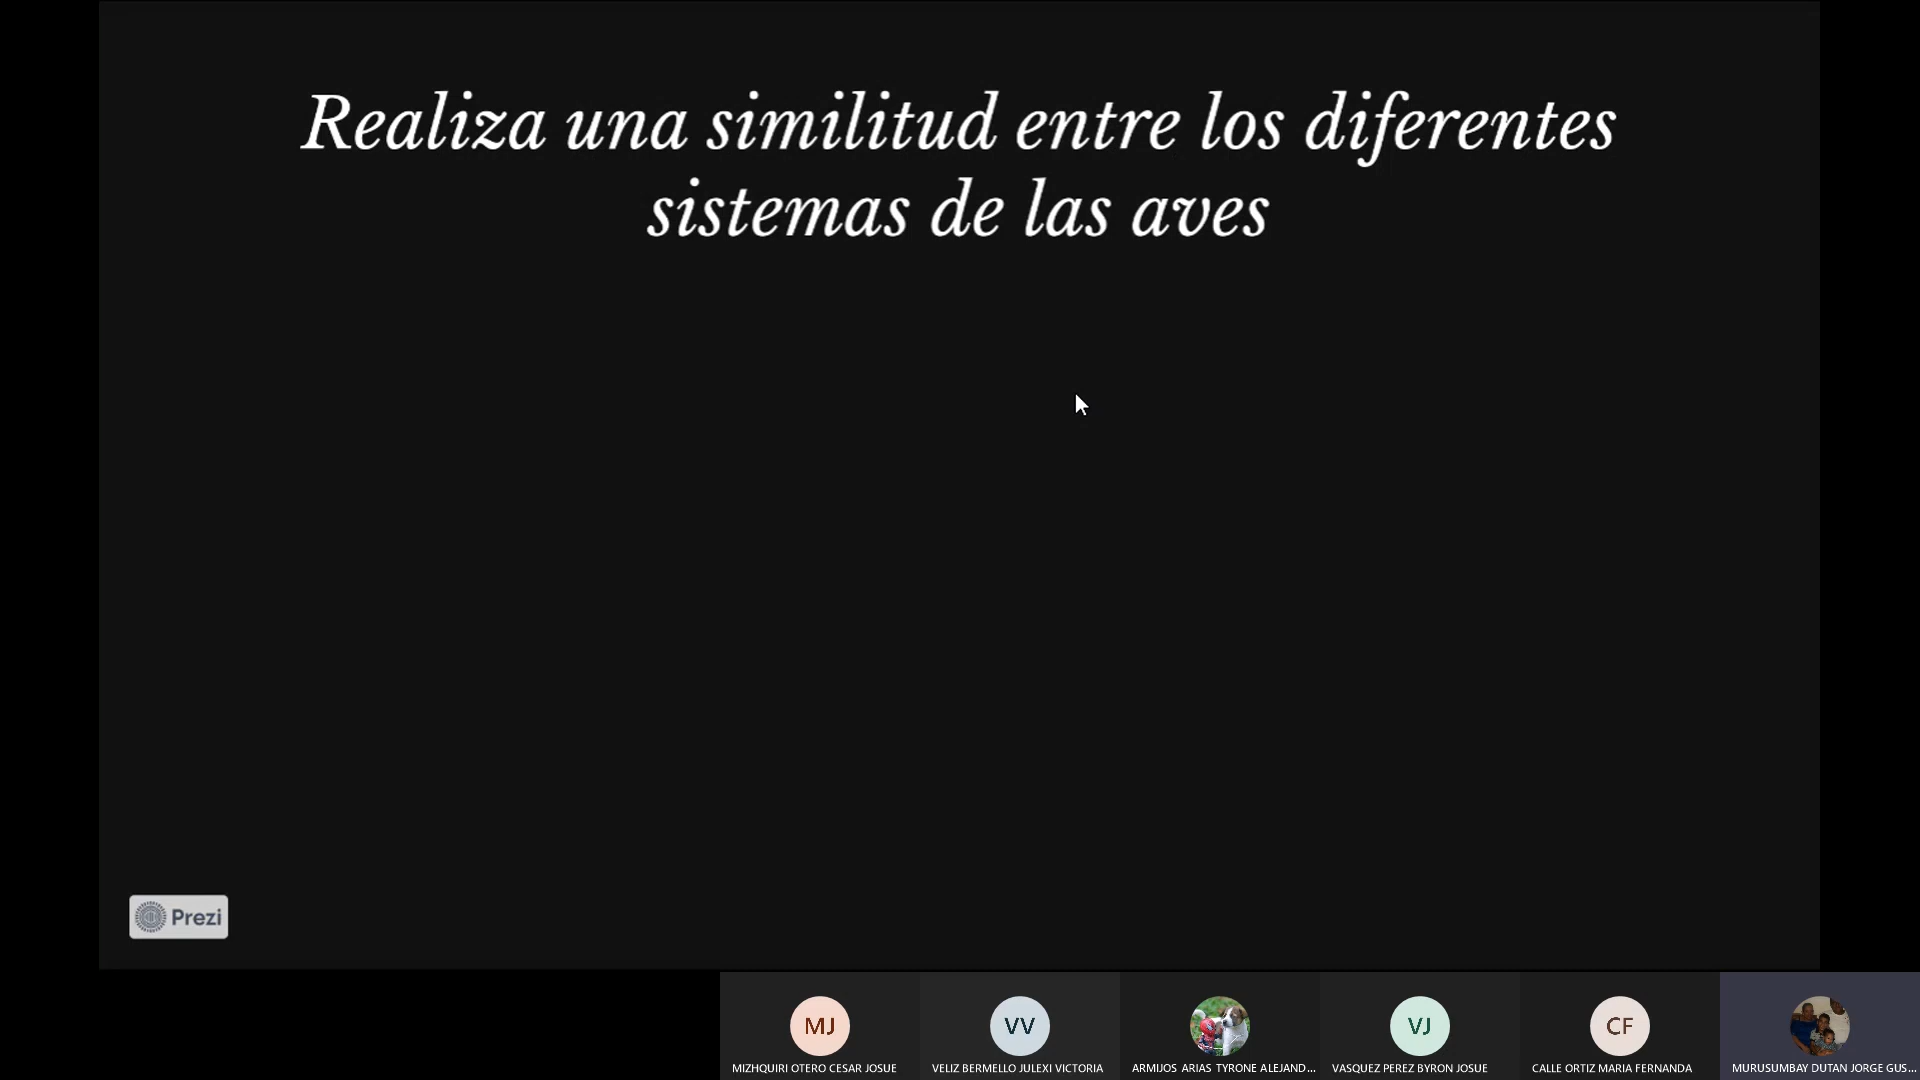 Realiza una similitud entre los diferentes
sistemas de las aves
Prezi
MJ
VV
VJ
CF
MIZHQUIRI OTERO CESAR JOSUE
VELIZ BERMELLO JULEXI VICTORIA
ARMIJOS ARIAS TYRONE ALEJAND...
VASQUEZ PEREZ BYRON JOSUE
CALLE ORTIZ MARIA FERNANDA
MURUSUMBAY DUTAN JORGE GUS...